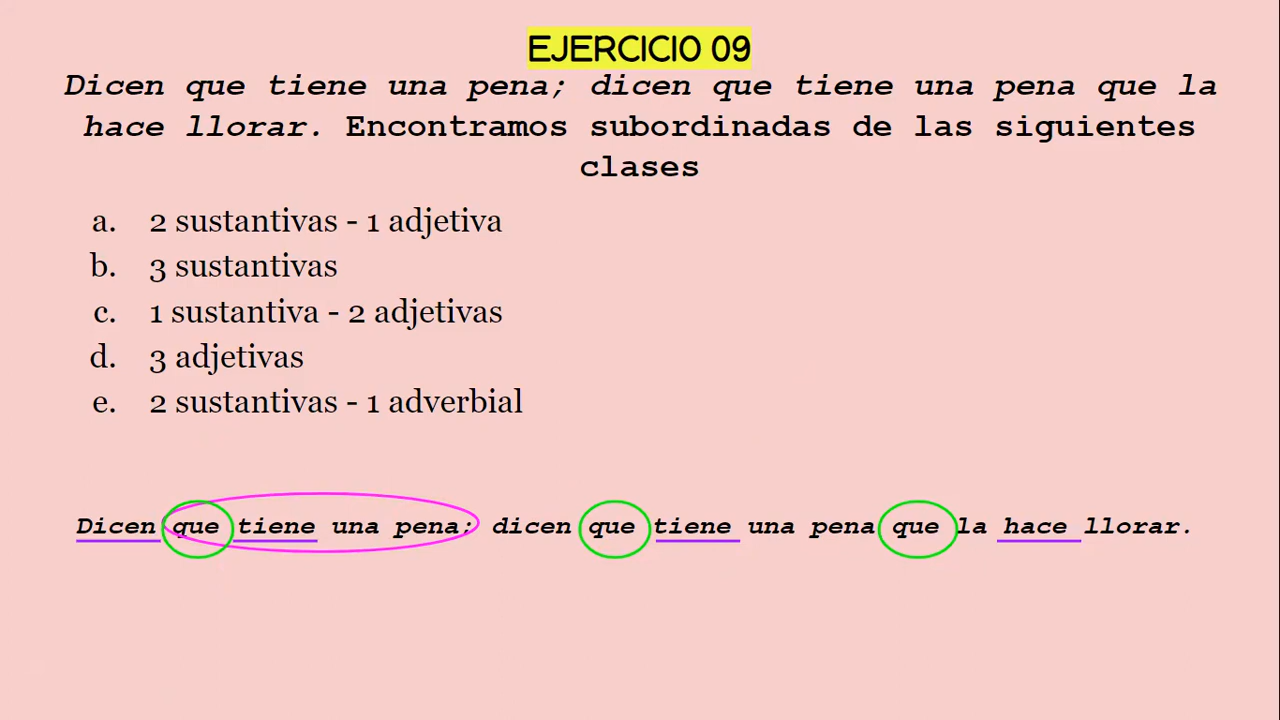 EJERCICIO 09
Dicen que tiene una pena; dicen que tiene una pena que la
hace llorar. Encontramos subordinadas de las siguientes
clases
a. 2 sustantivas - 1 adjetiva
b. 3 sustantivas
c. 1 sustantiva - 2 adjetivas
d. 3 adjetivas
e. 2 sustantivas - 1 adverbial
Dicen que tiene una pena; dicen que tiene una pena que la hace llorar.